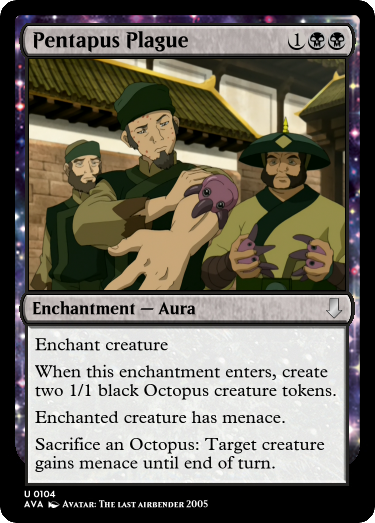 Pentapus Plague 1
Enchantment — Aura
Enchant creature
When this enchantment enters, create
two 1/1 black Octopus creature tokens.
Enchanted creature has menace.
Sacrifice an Octopus: Target creature
gains menace until end of turn.
U 0104
AVA Avatar: The last airbender 2005